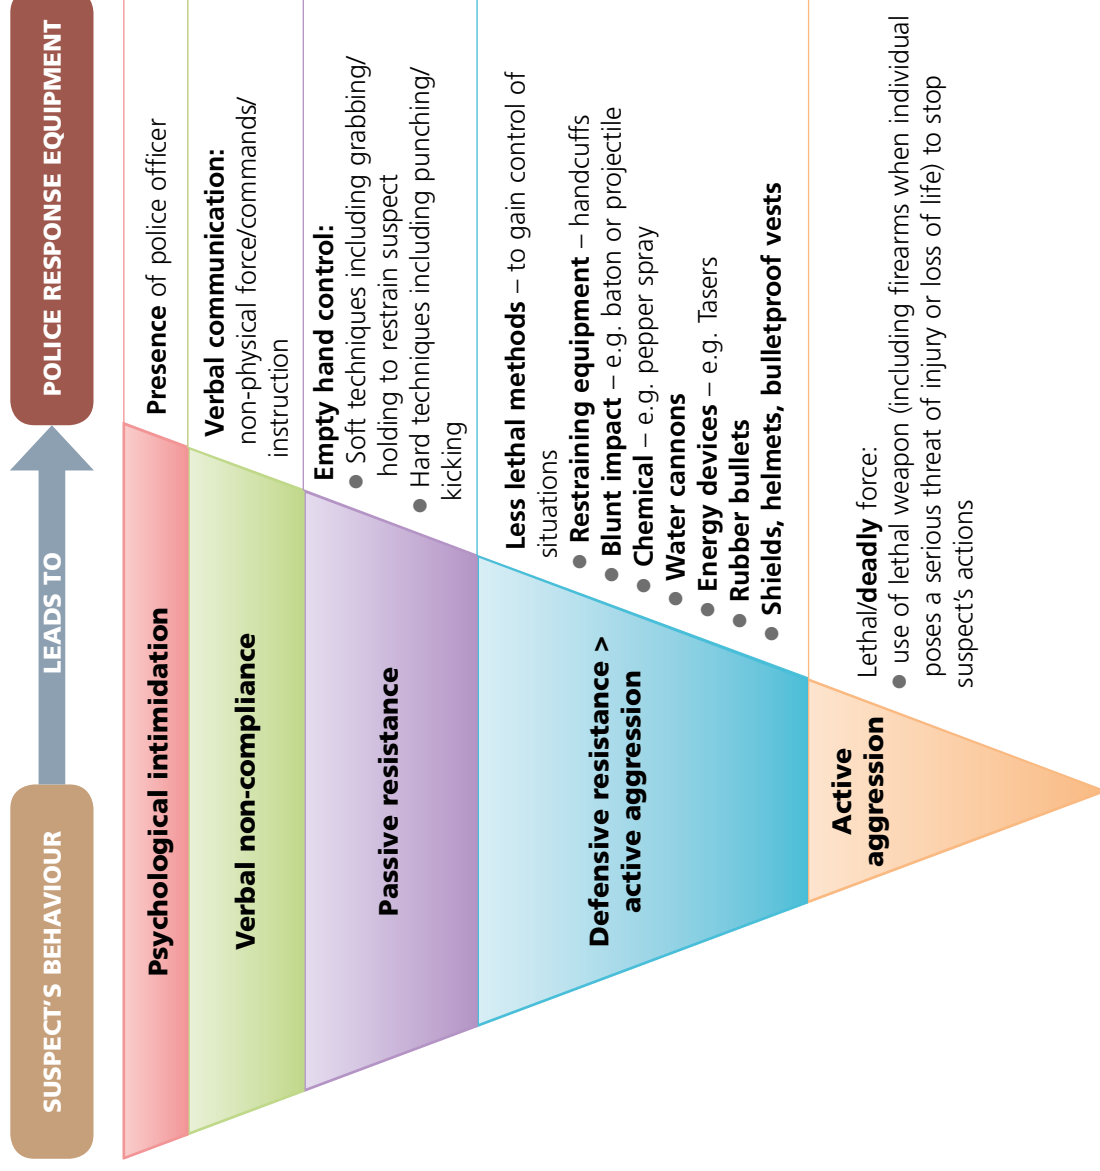 SUSPECT'S BEHAVIOUR
LEADS TO
POLICE RESPONSE EQUIPMENT
Psychological intimidation
Presence of police officer
Verbal non-compliance
Verbal communication:
non-physical force/commands/
instruction
Passive resistance
Empty hand control:
● Soft techniques including grabbing/
holding to restrain suspect
● Hard techniques including punching/
kicking
Defensive resistance >
active aggression
Less lethal methods – to gain control of
situations
● Restraining equipment – handcuffs
● Blunt impact – e.g. baton or projectile
● Chemical – e.g. pepper spray
● Water cannons
● Energy devices – e.g. Tasers
● Rubber bullets
● Shields, helmets, bulletproof vests
Active
aggression
Lethal/deadly force:
● use of lethal weapon (including firearms when individual
poses a serious threat of injury or loss of life) to stop
suspect's actions